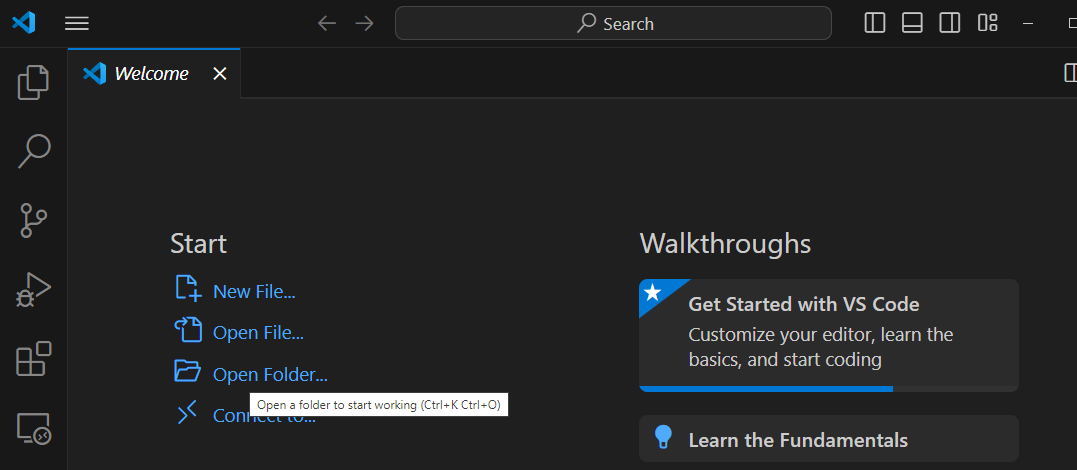 Search
Welcome
Start
New File...
Open File...
Open Folder...
Open a folder to start working (Ctrl+K Ctrl+O)
Connect to...
Walkthroughs
Get Started with VS Code
Customize your editor, learn the
basics, and start coding
Learn the Fundamentals